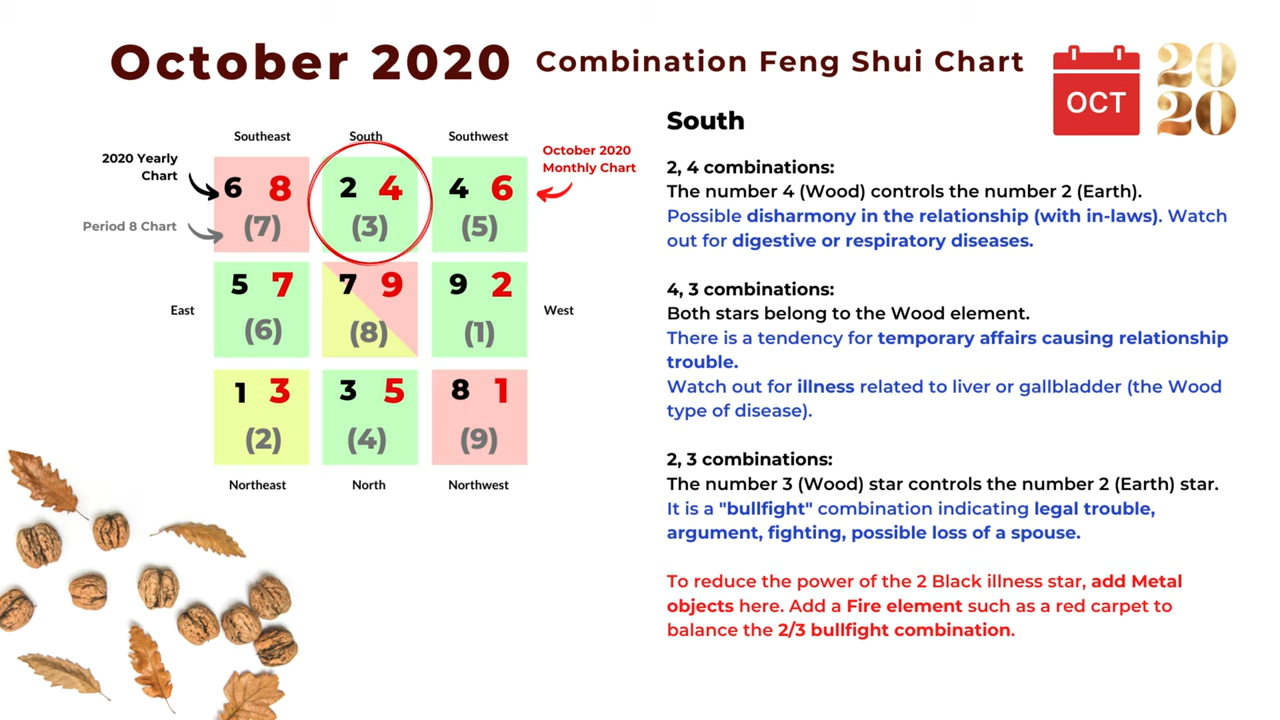 October 2020 Combination Feng Shui Chart
OCT
20
20
Southeast South Southwest
2020 Yearly
Chart
October 2020
Monthly Chart
Period 8 Chart
6 8 2 4 4 6
(7) (3) (5)
East
West
5 7 7 9 9 2
(6) (8) (1)
1 3 3 5 8 1
(2) (4) (9)
Northeast North Northwest
South
2, 4 combinations:
The number 4 (Wood) controls the number 2 (Earth).
Possible disharmony in the relationship (with in-laws). Watch
out for digestive or respiratory diseases.
4, 3 combinations:
Both stars belong to the Wood element.
There is a tendency for temporary affairs causing relationship
trouble.
Watch out for illness related to liver or gallbladder (the Wood
type of disease).
2, 3 combinations:
The number 3 (Wood) star controls the number 2 (Earth) star.
It is a "bullfight" combination indicating legal trouble,
argument, fighting, possible loss of a spouse.
To reduce the power of the 2 Black illness star, add Metal
objects here. Add a Fire element such as a red carpet to
balance the 2/3 bullfight combination.